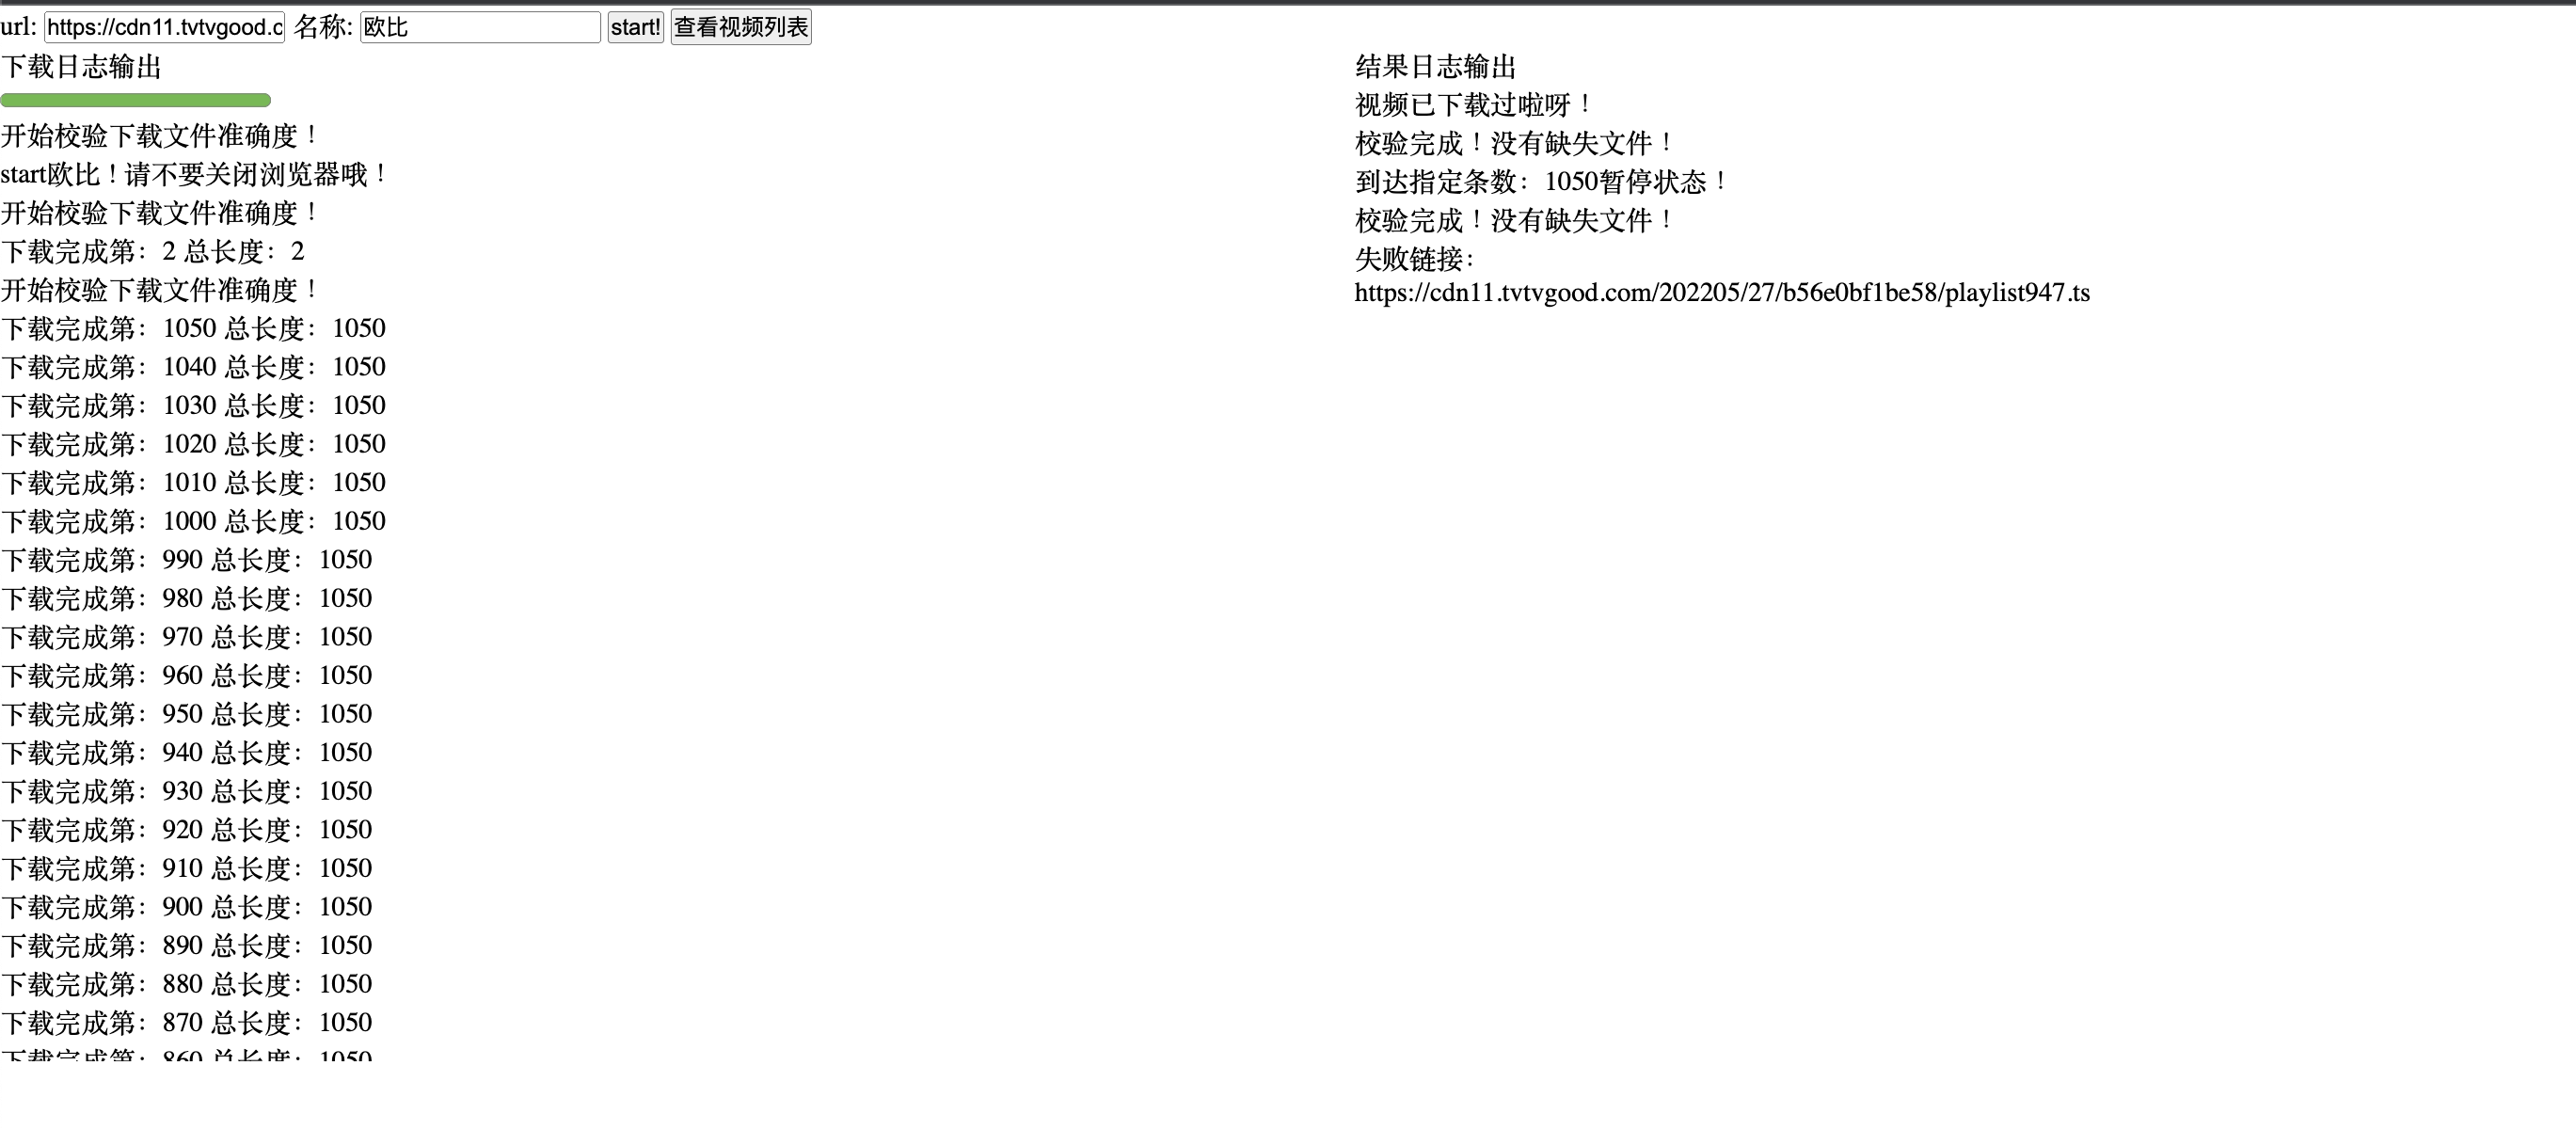 url: https://cdn11.tvtvgood.c 名称: 欧比 start! 查看视频列表
下载日志输出
开始校验下载文件准确度！
start欧比！请不要关闭浏览器哦！
开始校验下载文件准确度！
下载完成第：2 总长度：2
开始校验下载文件准确度！
下载完成第：1050 总长度：1050
下载完成第：1040 总长度：1050
下载完成第：1030 总长度：1050
下载完成第：1020 总长度：1050
下载完成第：1010 总长度：1050
下载完成第：1000 总长度：1050
下载完成第：990 总长度：1050
下载完成第：980 总长度：1050
下载完成第：970 总长度：1050
下载完成第：960 总长度：1050
下载完成第：950 总长度：1050
下载完成第：940 总长度：1050
下载完成第：930 总长度：1050
下载完成第：920 总长度：1050
下载完成第：910 总长度：1050
下载完成第：900 总长度：1050
下载完成第：890 总长度：1050
下载完成第：880 总长度：1050
下载完成第：870 总长度：1050
下载完成第：860 总长度：1050
结果日志输出
视频已下载过啦呀！
校验完成！没有缺失文件！
到达指定条数：1050暂停状态！
校验完成！没有缺失文件！
失败链接：
https://cdn11.tvtvgood.com/202205/27/b56e0bf1be58/playlist947.ts